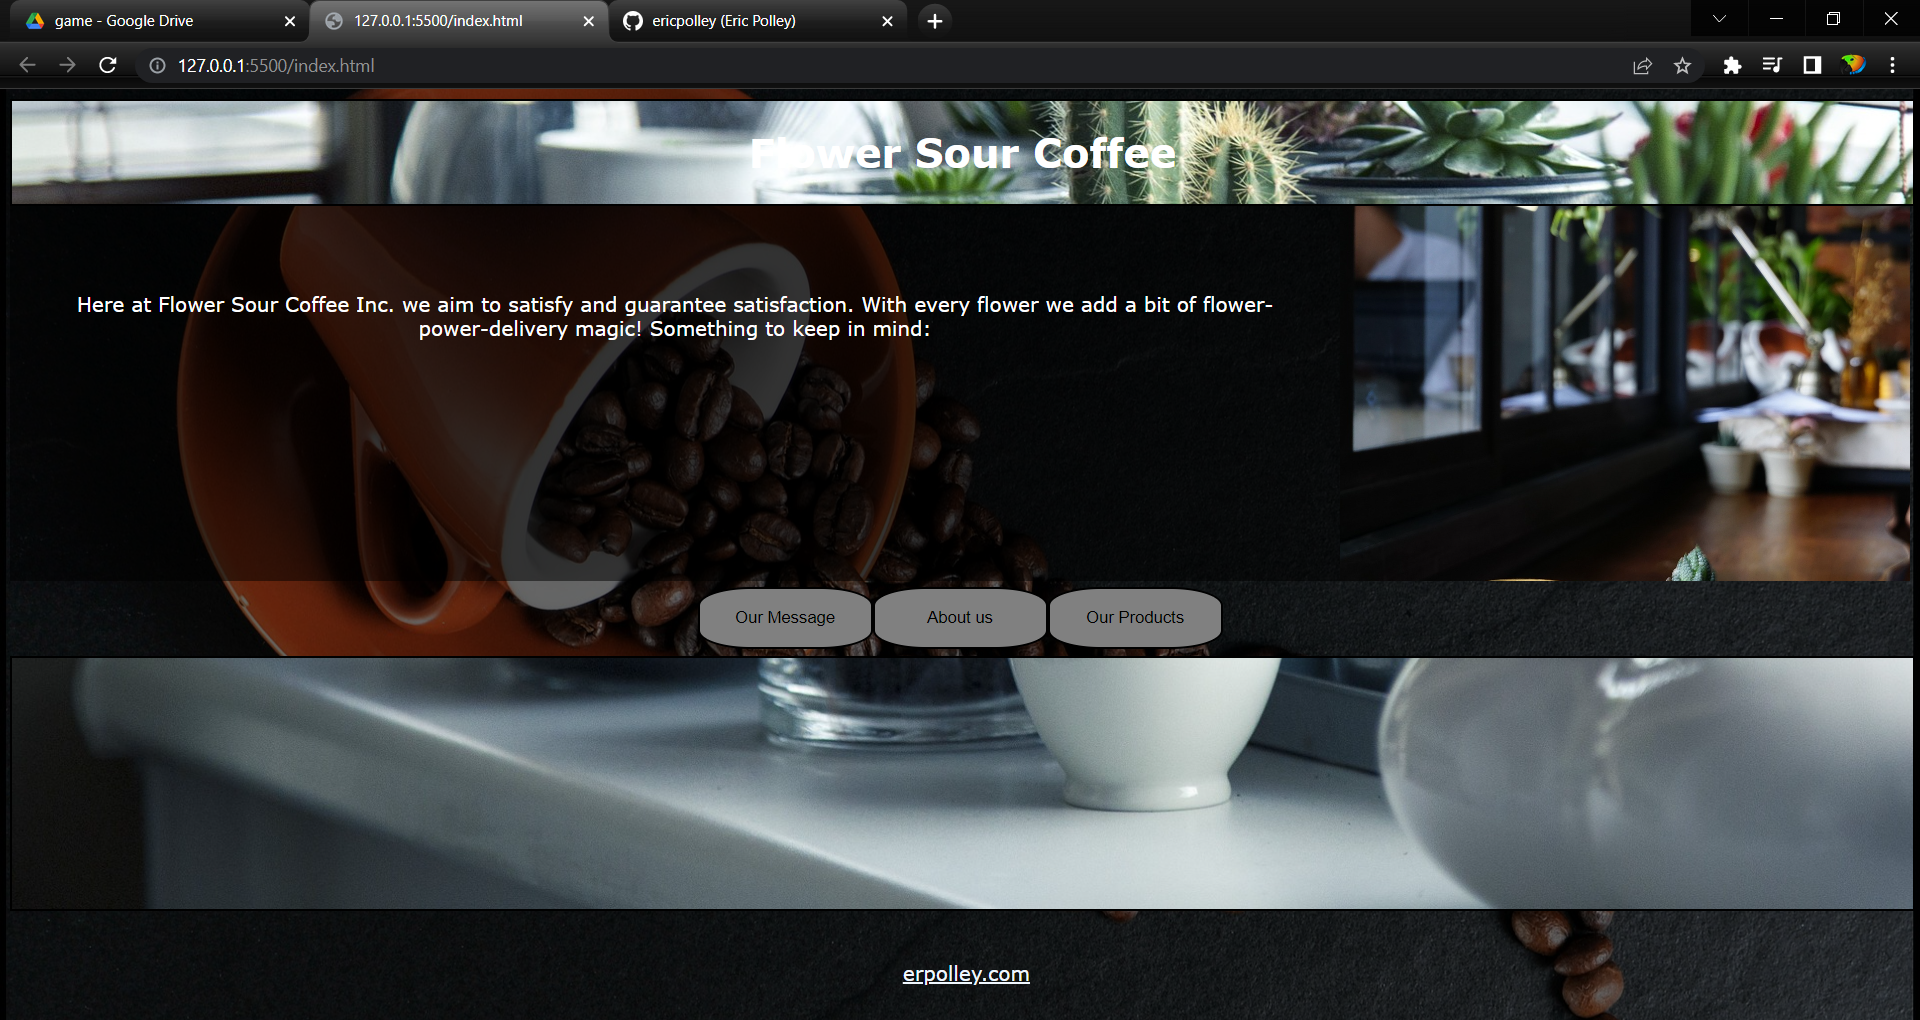 game - Google Drive
127.0.0.1:5500/index.html
ericpolley (Eric Polley)
127.0.0.1:5500/index.html
Flower Sour Coffee
Here at Flower Sour Coffee Inc. we aim to satisfy and guarantee satisfaction. With every flower we add a bit of flower-
power-delivery magic! Something to keep in mind:
Our Message
About us
Our Products
erpolley.com